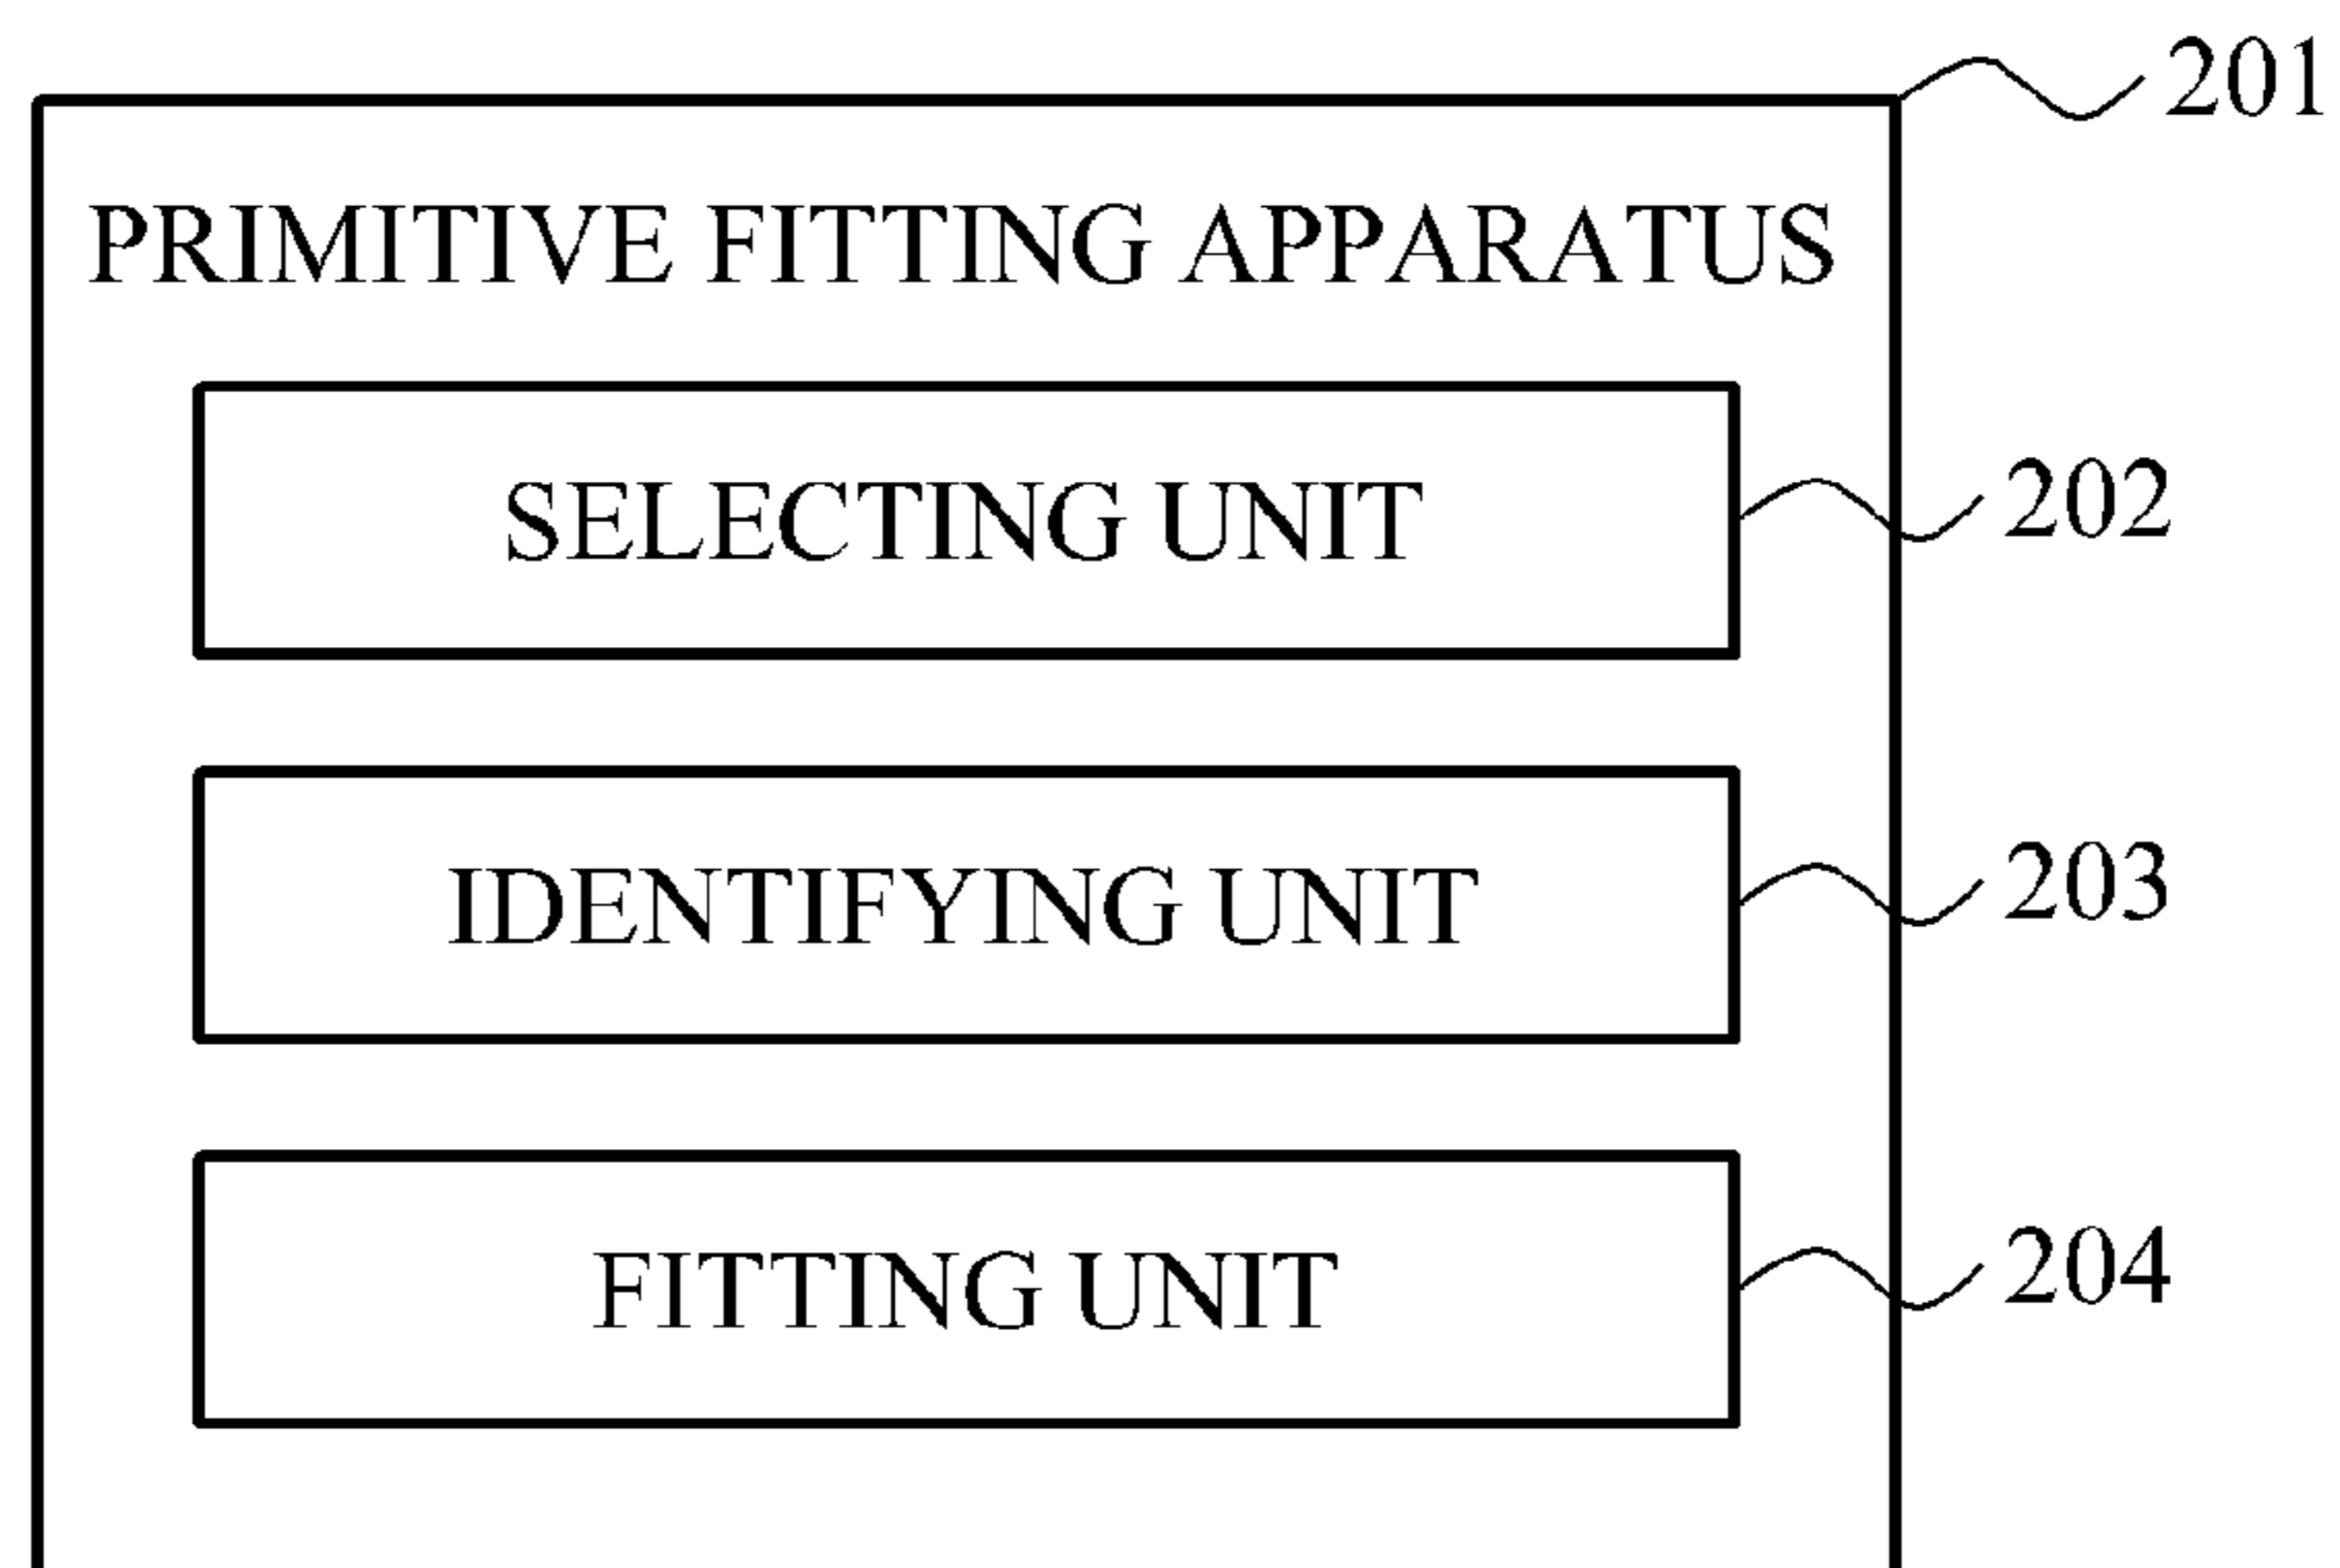 201
PRIMITIVE FITTING APPARATUS
SELECTING UNIT
202
IDENTIFYING UNIT
203
FITTING UNIT
204